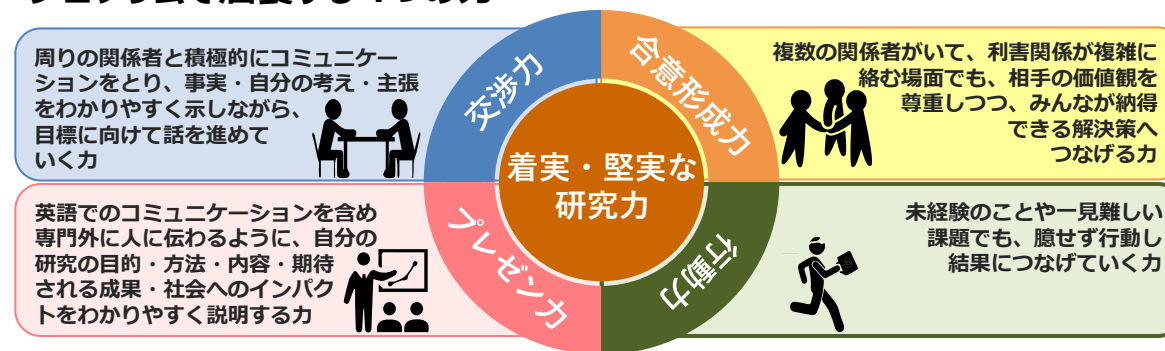 周りの関係者と積極的にコミュニケー
ションをとり、事実・自分の考え・主張
をわかりやすく示しながら、
目標に向けて話を進めて
いく力
交渉力
合意形成力
複数の関係者がいて、利害関係が複雑に
絡む場面でも、相手の価値観を
尊重しつつ、みんなが納得
できる解決策へ
つなげる力
着実・堅実な
研究力
英語でのコミュニケーションを含め
専門外に人に伝わるように、自分の
研究の目的・方法・内容・期待
される成果・社会へのインパク
トをわかりやすく説明する力
プレゼン力
行動力
未経験のことや一見難しい
課題でも、臆せず行動し
結果につなげていく力